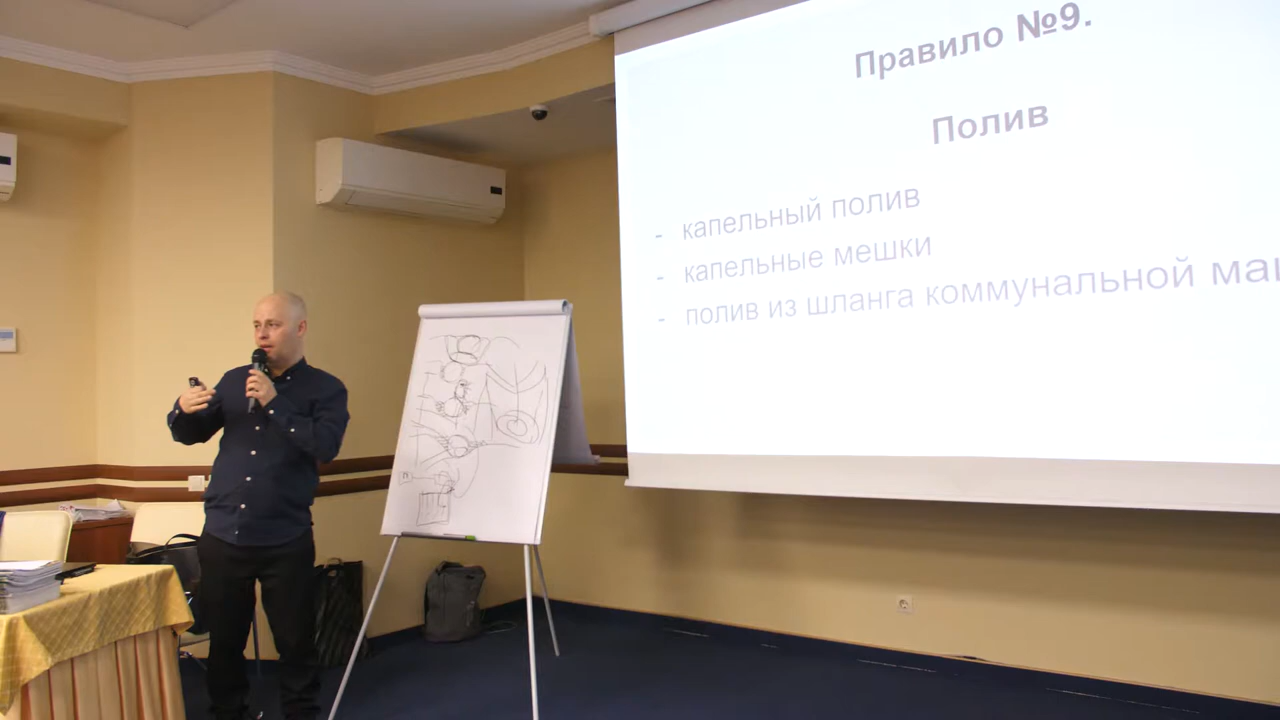 Правило №9.
Полив
- капельный полив
- капельные мешки
- полив из шланга коммунальной